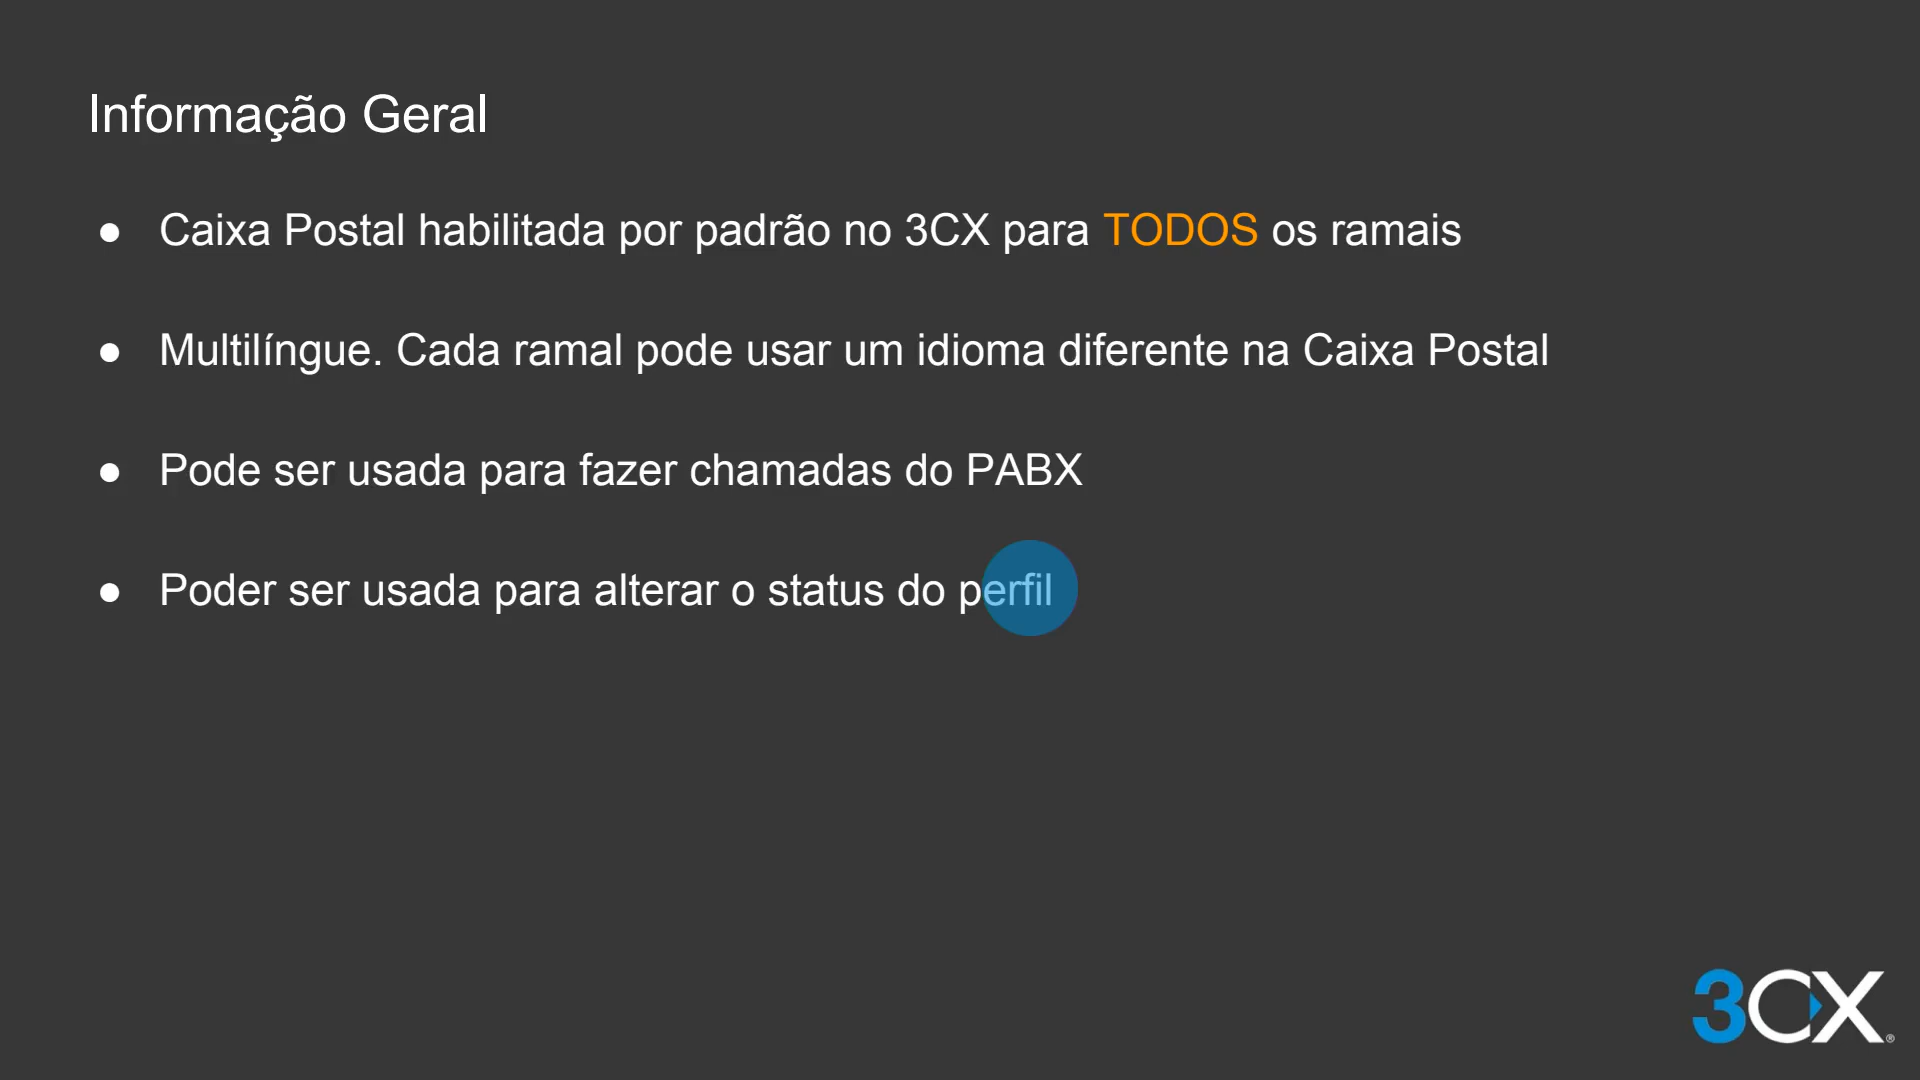 Informação Geral
● Caixa Postal habilitada por padrão no 3CX para TODOS os ramais
● Multilíngue. Cada ramal pode usar um idioma diferente na Caixa Postal
● Pode ser usada para fazer chamadas do PABX
● Poder ser usada para alterar o status do perfil
3CX®